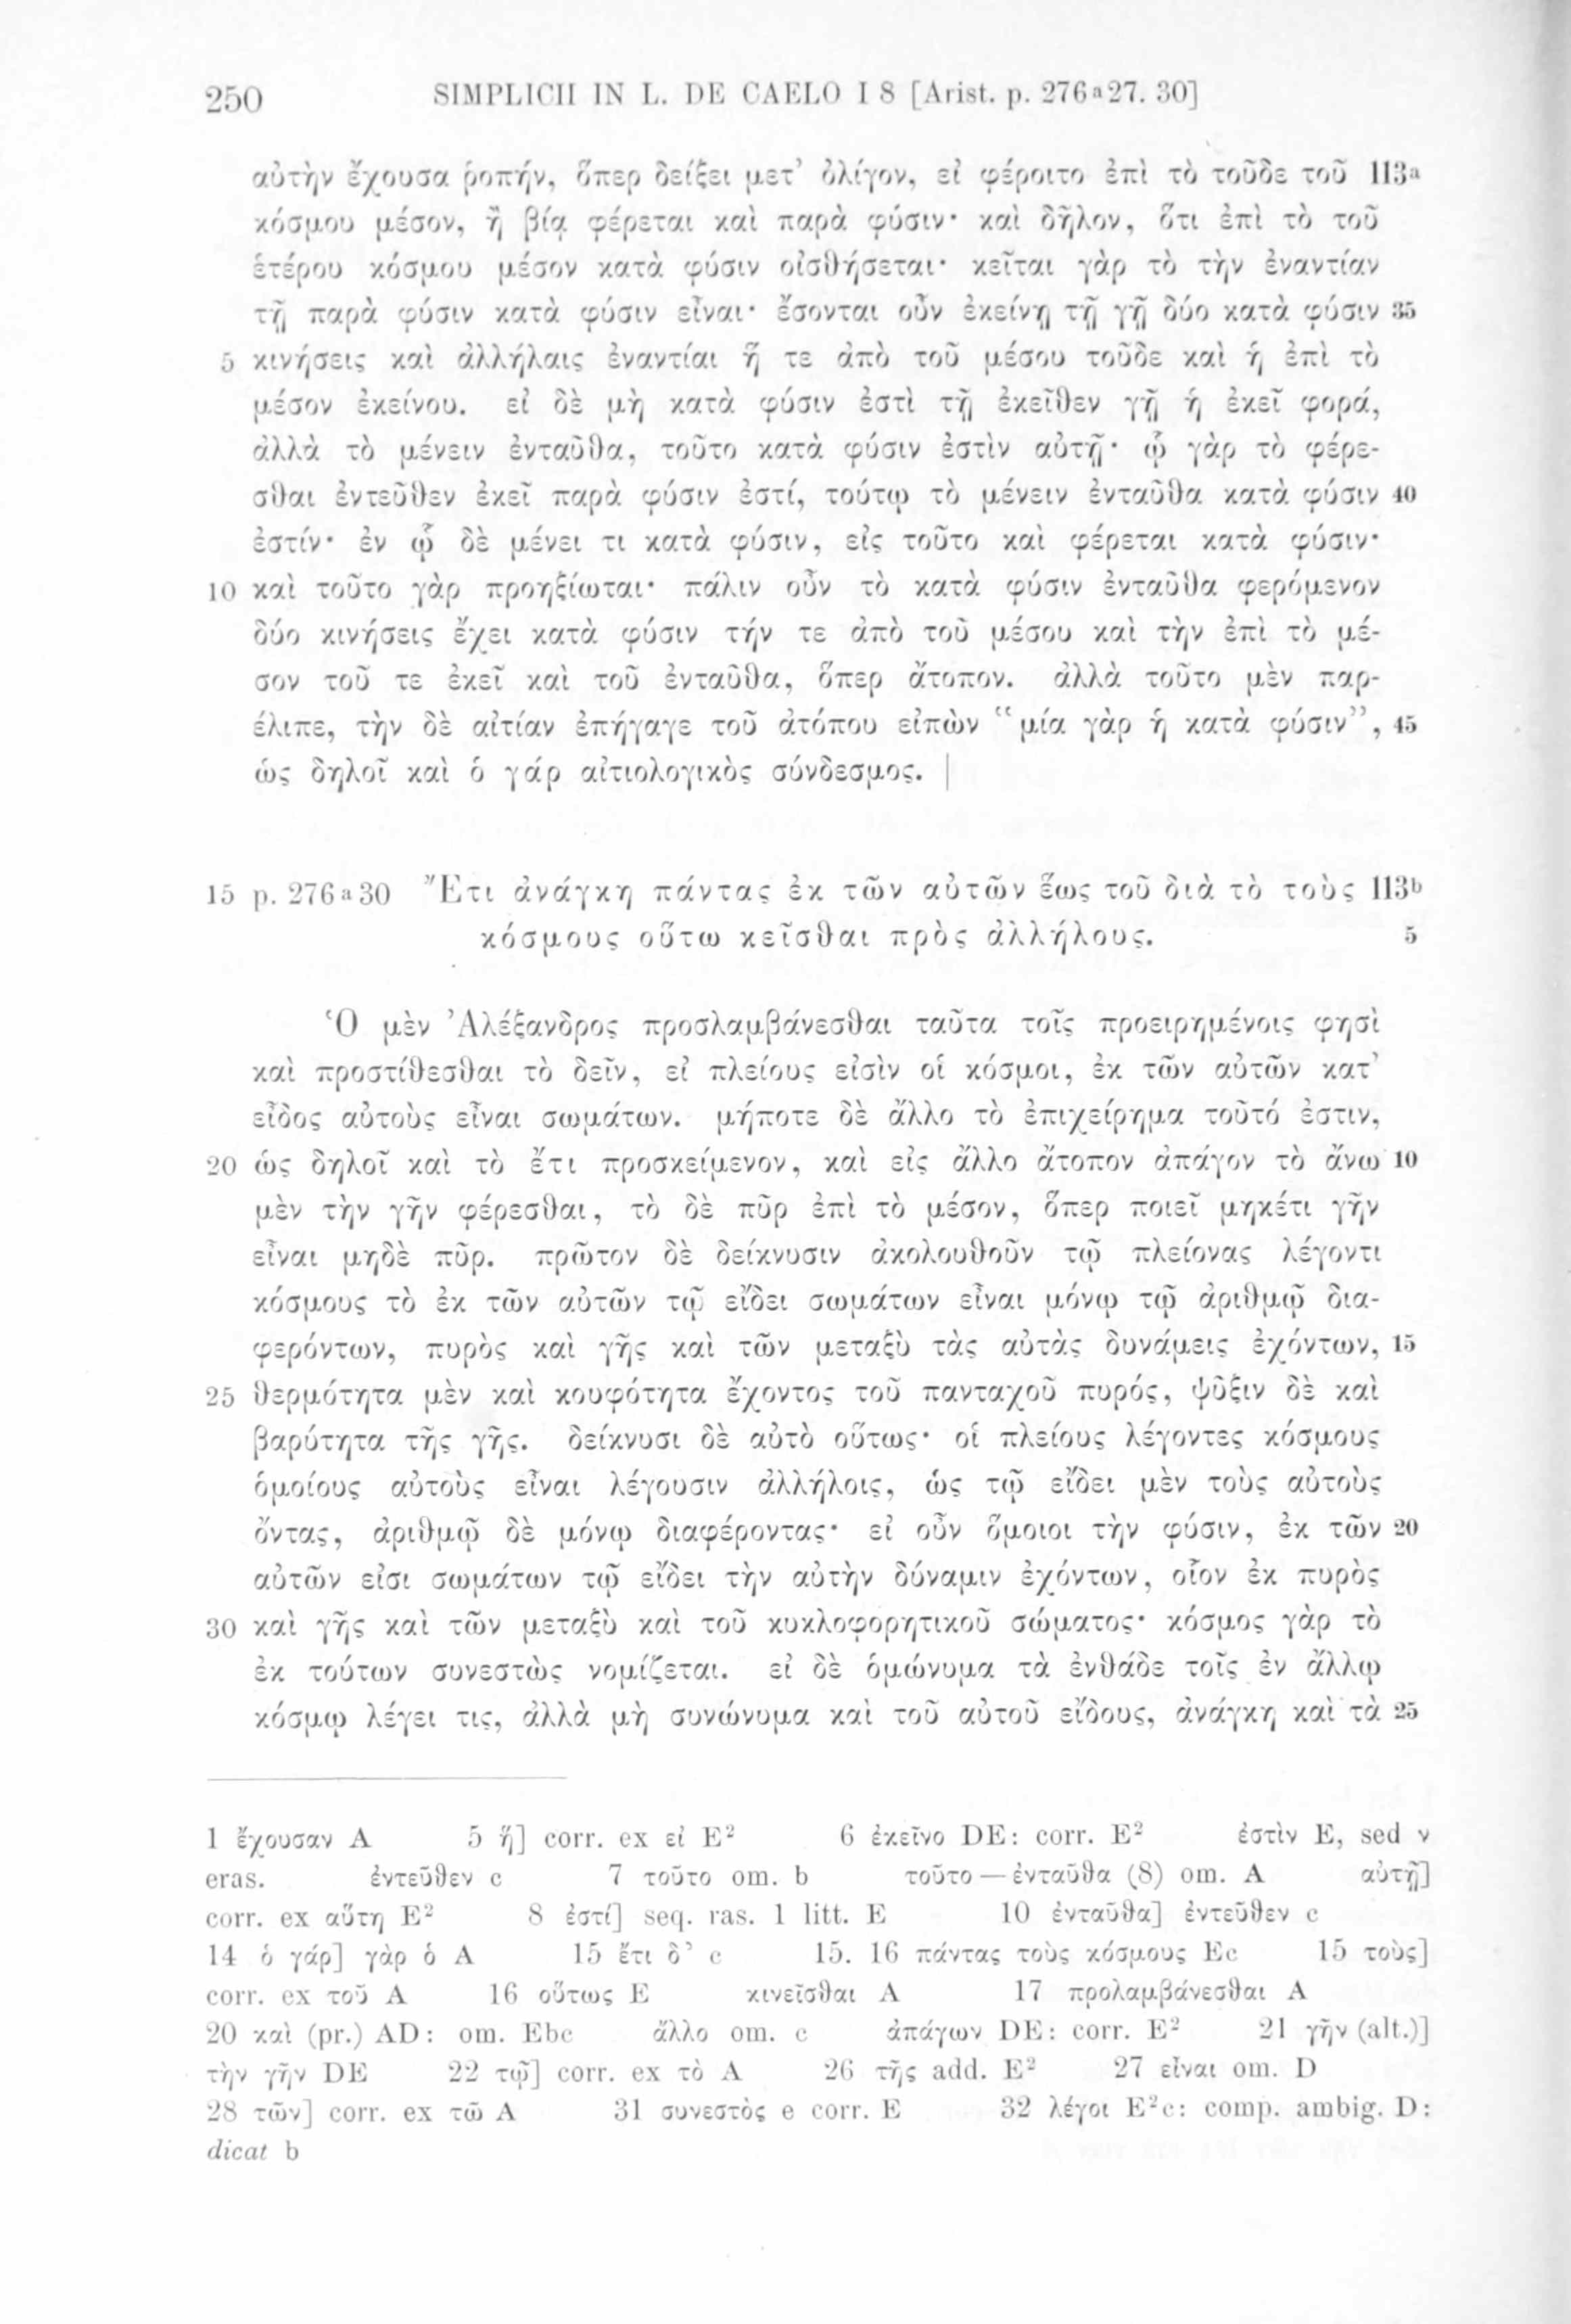 250 SIMPLICII IN L. DE CAELO I 8 [Arist. p. 276a27. 30]
αὐτὴν ἔχουσα ῥοπήν, ὅπερ δείξει μετ’ ὀλίγον, εἰ φέροιτο ἐπὶ τὸ τοῦδε τοῦ 113a
κόσμου μέσον, ἢ βίᾳ φέρεται καὶ παρὰ φύσιν· καὶ δῆλον, ὅτι ἐπὶ τὸ τοῦ
ἑτέρου κόσμου μέσον κατὰ φύσιν οἰσθήσεται· κεῖται γὰρ τὸ τὴν ἐναντίαν
τῇ παρὰ φύσιν κατὰ φύσιν εἶναι· ἔσονται οὖν ἐκείνῃ τῇ γῇ δύο κατὰ φύσιν 35
5 κινήσεις καὶ ἀλλήλαις ἐναντίαι ἥ τε ἀπὸ τοῦ μέσου τοῦδε καὶ ἡ ἐπὶ τὸ
μέσον ἐκείνου. εἰ δὲ μὴ κατὰ φύσιν ἐστὶ τῇ ἐκεῖθεν γῇ ἡ ἐκεῖ φορά,
ἀλλὰ τὸ μένειν ἐνταῦθα, τοῦτο κατὰ φύσιν ἐστὶν αὐτῇ· ᾧ γὰρ τὸ φέρε-
σθαι ἐντεῦθεν ἐκεῖ παρὰ φύσιν ἐστί, τούτῳ τὸ μένειν ἐνταῦθα κατὰ φύσιν 40
ἐστίν· ἐν ᾧ δὲ μένει τι κατὰ φύσιν, εἰς τοῦτο καὶ φέρεται κατὰ φύσιν·
10 καὶ τοῦτο γὰρ προηξίωται· πάλιν οὖν τὸ κατὰ φύσιν ἐνταῦθα φερόμενον
δύο κινήσεις ἔχει κατὰ φύσιν τήν τε ἀπὸ τοῦ μέσου καὶ τὴν ἐπὶ τὸ μέ-
σον τοῦ τε ἐκεῖ καὶ τοῦ ἐνταῦθα, ὅπερ ἄτοπον. ἀλλὰ τοῦτο μὲν παρ-
έλιπε, τὴν δὲ αἰτίαν ἐπήγαγε τοῦ ἀτόπου εἰπὼν “μία γὰρ ἡ κατὰ φύσιν”, 45
ὡς δηλοῖ καὶ ὁ γάρ αἰτιολογικὸς σύνδεσμος. |
15 p. 276a30 Ἔτι ἀνάγκη πάντας ἐκ τῶν αὐτῶν ἕως τοῦ διὰ τὸ τοὺς 113b
κόσμους οὕτω κεῖσθαι πρὸς ἀλλήλους. 5
Ὁ μὲν Ἀλέξανδρος προσλαμβάνεσθαι ταῦτα τοῖς προειρημένοις φησὶ
καὶ προστίθεσθαι τὸ δεῖν, εἰ πλείους εἰσὶν οἱ κόσμοι, ἐκ τῶν αὐτῶν κατ’
εἶδος αὐτοὺς εἶναι σωμάτων. μήποτε δὲ ἄλλο τὸ ἐπιχείρημα τοῦτό ἐστιν,
20 ὡς δηλοῖ καὶ τὸ ἔτι προσκείμενον, καὶ εἰς ἄλλο ἄτοπον ἀπάγον τὸ ἄνω 10
μὲν τὴν γῆν φέρεσθαι, τὸ δὲ πῦρ ἐπὶ τὸ μέσον, ὅπερ ποιεῖ μηκέτι γῆν
εἶναι μηδὲ πῦρ. πρῶτον δὲ δείκνυσιν ἀκολουθοῦν τῷ πλείονας λέγοντι
κόσμους τὸ ἐκ τῶν αὐτῶν τῷ εἴδει σωμάτων εἶναι μόνῳ τῷ ἀριθμῷ δια-
φερόντων, πυρὸς καὶ γῆς καὶ τῶν μεταξὺ τὰς αὐτὰς δυνάμεις ἐχόντων, 15
25 θερμότητα μὲν καὶ κουφότητα ἔχοντος τοῦ πανταχοῦ πυρός, ψῦξιν δὲ καὶ
βαρύτητα τῆς γῆς. δείκνυσι δὲ αὐτὸ οὕτως· οἱ πλείους λέγοντες κόσμους
ὁμοίους αὐτοὺς εἶναι λέγουσιν ἀλλήλοις, ὡς τῷ εἴδει μὲν τοὺς αὐτοὺς
ὄντας, ἀριθμῷ δὲ μόνῳ διαφέροντας· εἰ οὖν ὅμοιοι τὴν φύσιν, ἐκ τῶν 20
αὐτῶν εἰσι σωμάτων τῷ εἴδει τὴν αὐτὴν δύναμιν ἐχόντων, οἷον ἐκ πυρὸς
30 καὶ γῆς καὶ τῶν μεταξὺ καὶ τοῦ κυκλοφορητικοῦ σώματος· κόσμος γὰρ τὸ
ἐκ τούτων συνεστὼς νομίζεται. εἰ δὲ ὁμώνυμα τὰ ἐνθάδε τοῖς ἐν ἄλλῳ
κόσμῳ λέγει τις, ἀλλὰ μὴ συνώνυμα καὶ τοῦ αὐτοῦ εἴδους, ἀνάγκη καὶ τὰ 25
1 ἔχουσαν A 5 ἥ] corr. ex εἰ E² 6 ἐκεῖνο DE: corr. E² ἐστὶν E, sed ν
eras. ἐντεῦθεν c 7 τοῦτο om. b τοῦτο — ἐνταῦθα (8) om. A αὐτῇ]
corr. ex αὕτη E² 8 ἐστί] seq. ras. 1 litt. E 10 ἐνταῦθα] ἐντεῦθεν c
14 ὁ γάρ] γὰρ ὁ A 15 ἔτι δ’ c 15. 16 πάντας τοὺς κόσμους Ec 15 τοὺς]
corr. ex τοῦ A 16 οὕτως E κινεῖσθαι A 17 προλαμβάνεσθαι A
20 καὶ (pr.) AD: om. Ebc ἄλλο om. c ἀπάγων DE: corr. E² 21 γῆν (alt.)]
τὴν γῆν DE 22 τῷ] corr. ex τὸ A 26 τῆς add. E² 27 εἶναι om. D
28 τῶν] corr. ex τῶ A 31 συνεστὸς e corr. E 32 λέγοι E²c: comp. ambig. D:
dicat b